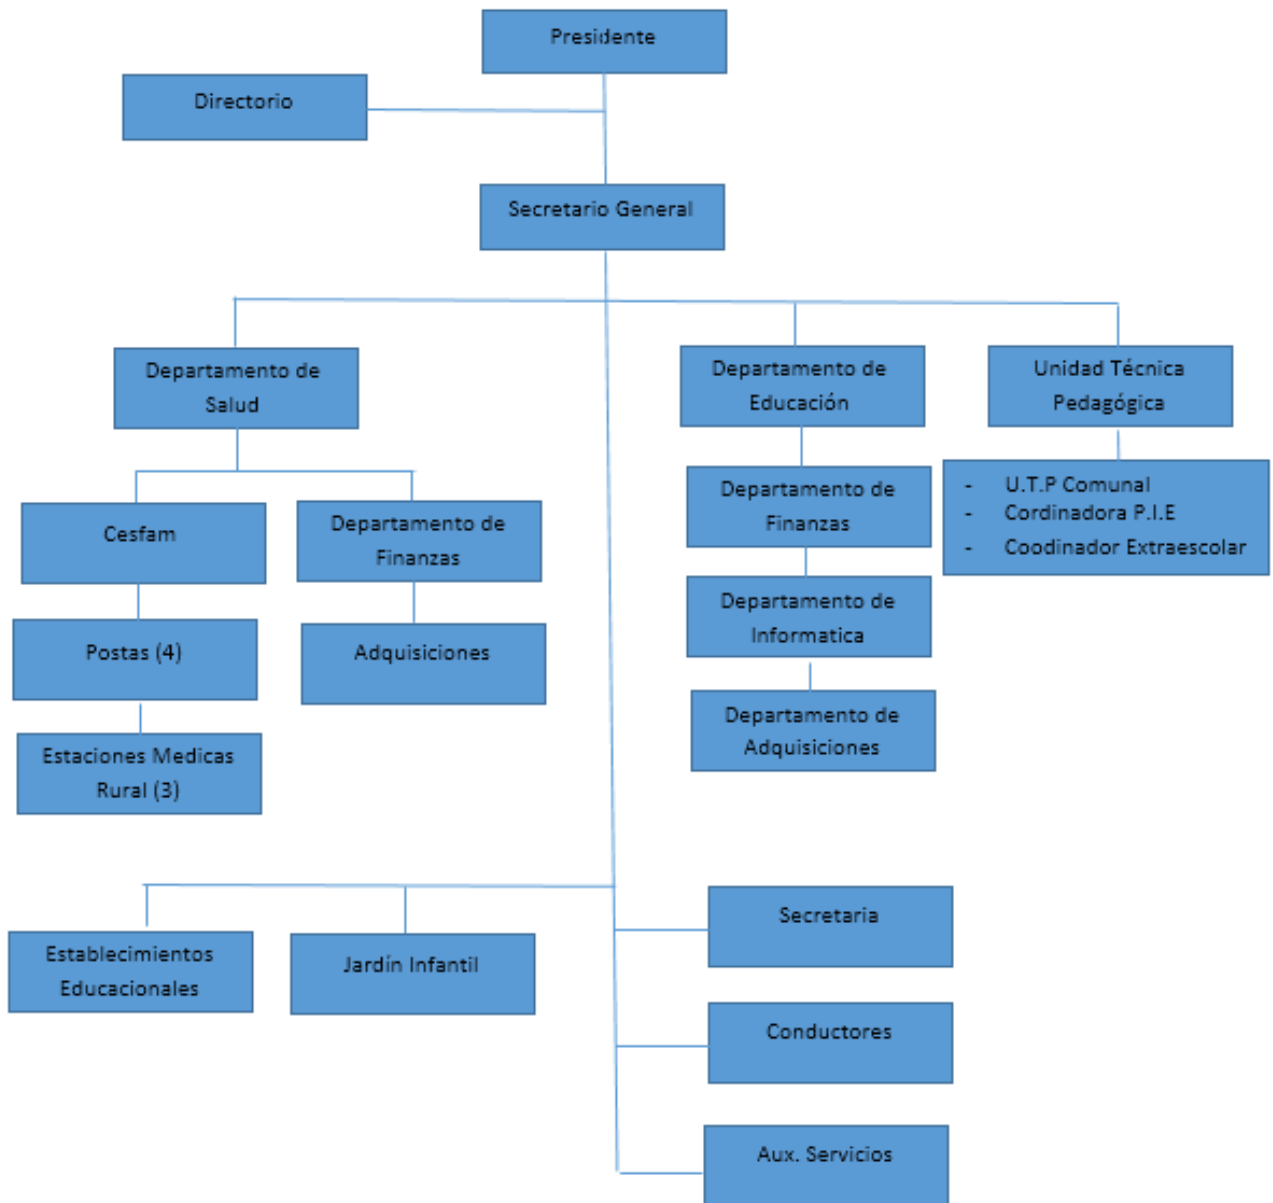 Presidente
Directorio
Secretario General
Departamento de
Salud
Departamento de
Educación
Unidad Técnica
Pedagógica
Cesfam
Departamento de
Finanzas
Departamento de
Finanzas
- U.T.P Comunal
- Cordinadora P.I.E
- Coodinador Extraescolar
Postas (4)
Adquisiciones
Departamento de
Informatica
Estaciones Medicas
Rural (3)
Departamento de
Adquisiciones
Establecimientos
Educacionales
Jardín Infantil
Secretaria
Conductores
Aux. Servicios